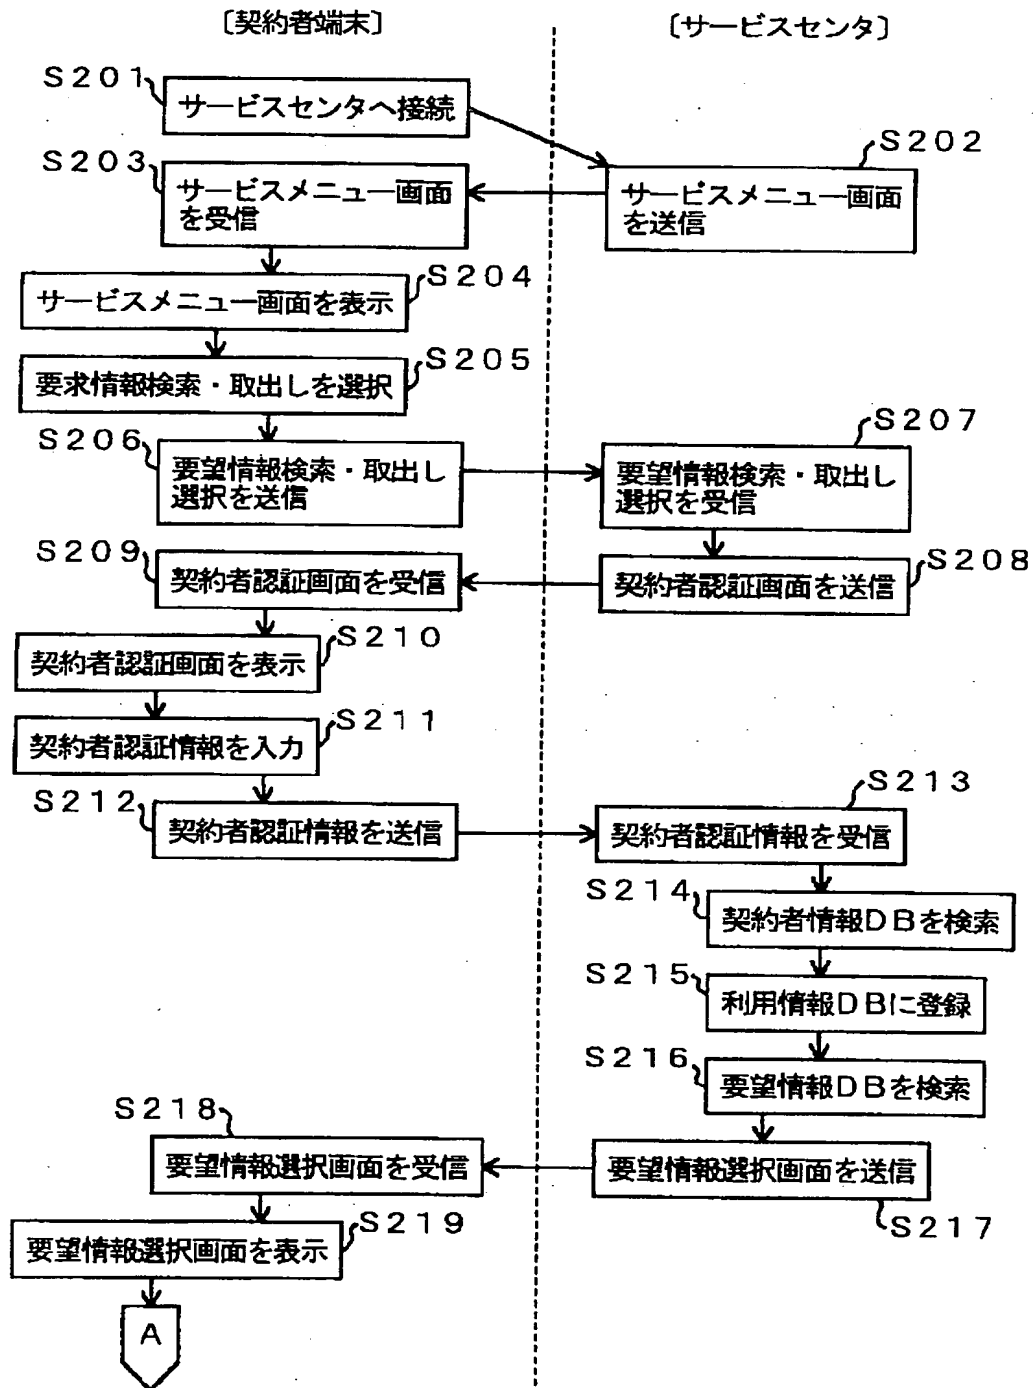 〔契約者端末〕
〔サービスセンタ〕
S201
サービスセンタへ接続
S202
サービスメニュー画面
を送信
S203
サービスメニュー画面
を受信
S204
サービスメニュー画面を表示
S205
要求情報検索・取出しを選択
S206
要望情報検索・取出し
選択を送信
S207
要望情報検索・取出し
選択を受信
S208
契約者認証画面を送信
S209
契約者認証画面を受信
S210
契約者認証画面を表示
S211
契約者認証情報を入力
S212
契約者認証情報を送信
S213
契約者認証情報を受信
S214
契約者情報DBを検索
S215
利用情報DBに登録
S216
要望情報DBを検索
要望情報選択画面を送信
S217
S218
要望情報選択画面を受信
S219
要望情報選択画面を表示
A